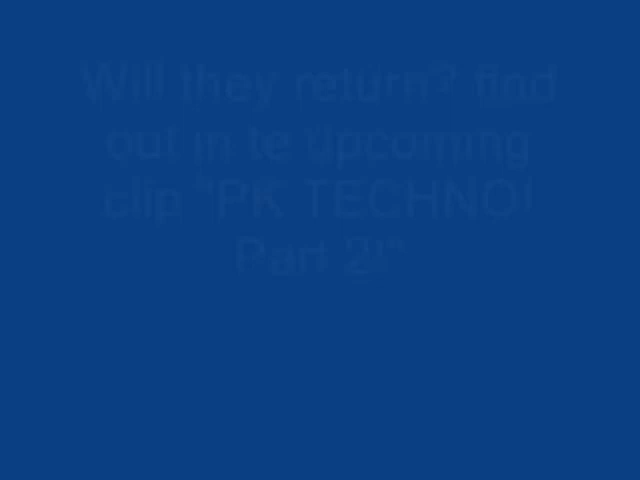 Will they return? find
out in te Upcoming
clip "PK TECHNO!
Part 2!"